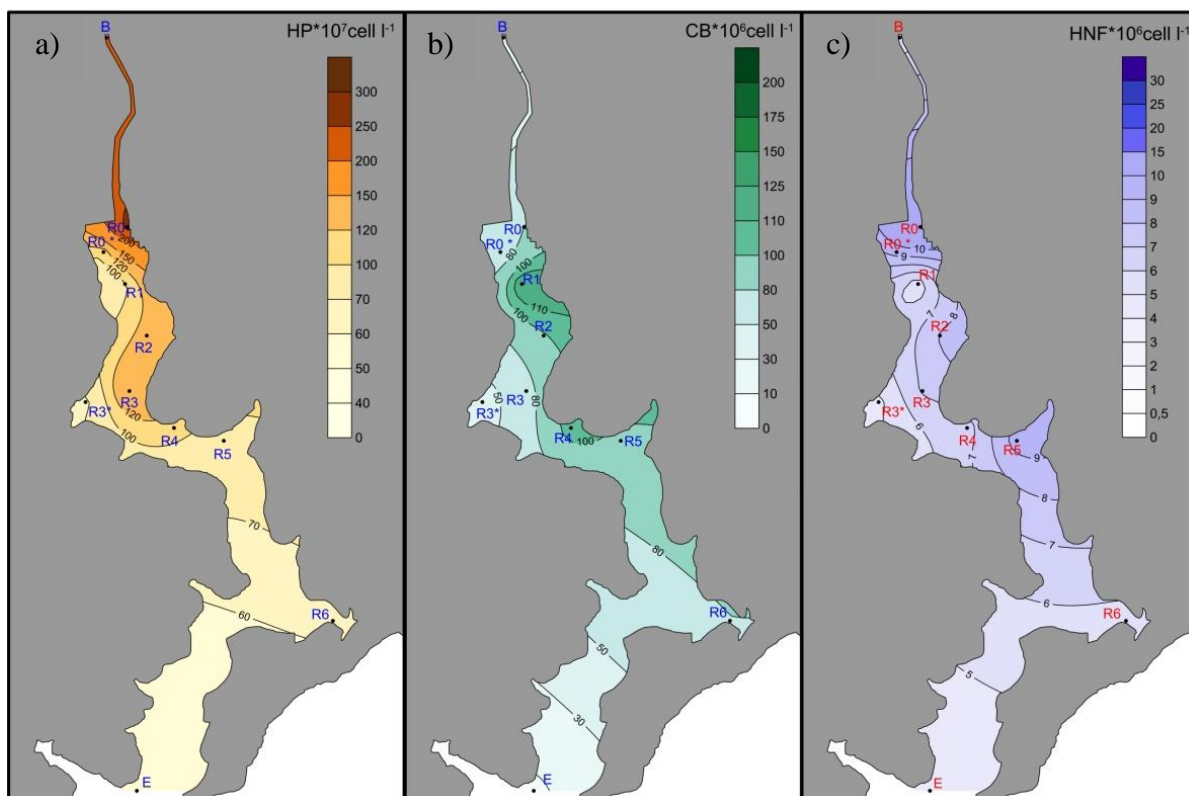 a)
HP*10⁷cell l⁻¹
B
300
250
200
150
120
100
70
60
50
40
0
R0
R0*
200
150
120
100
R1
R2
R3
R3*
120
100
R4
R5
70
60
R6
E
b)
CB*10⁶cell l⁻¹
B
200
175
150
125
110
100
80
50
30
10
0
R0
R0*
80
100
R1
110
100
R2
R3
R3*
50
80
R4
100
R5
80
R6
50
30
E
c)
HNF*10⁶cell l⁻¹
B
30
25
20
15
10
9
8
7
6
5
4
3
2
1
0,5
0
R0
R0*
10
9
R1
7
8
R2
R3
R3*
6
R4
7
R5
9
8
7
6
R6
5
E